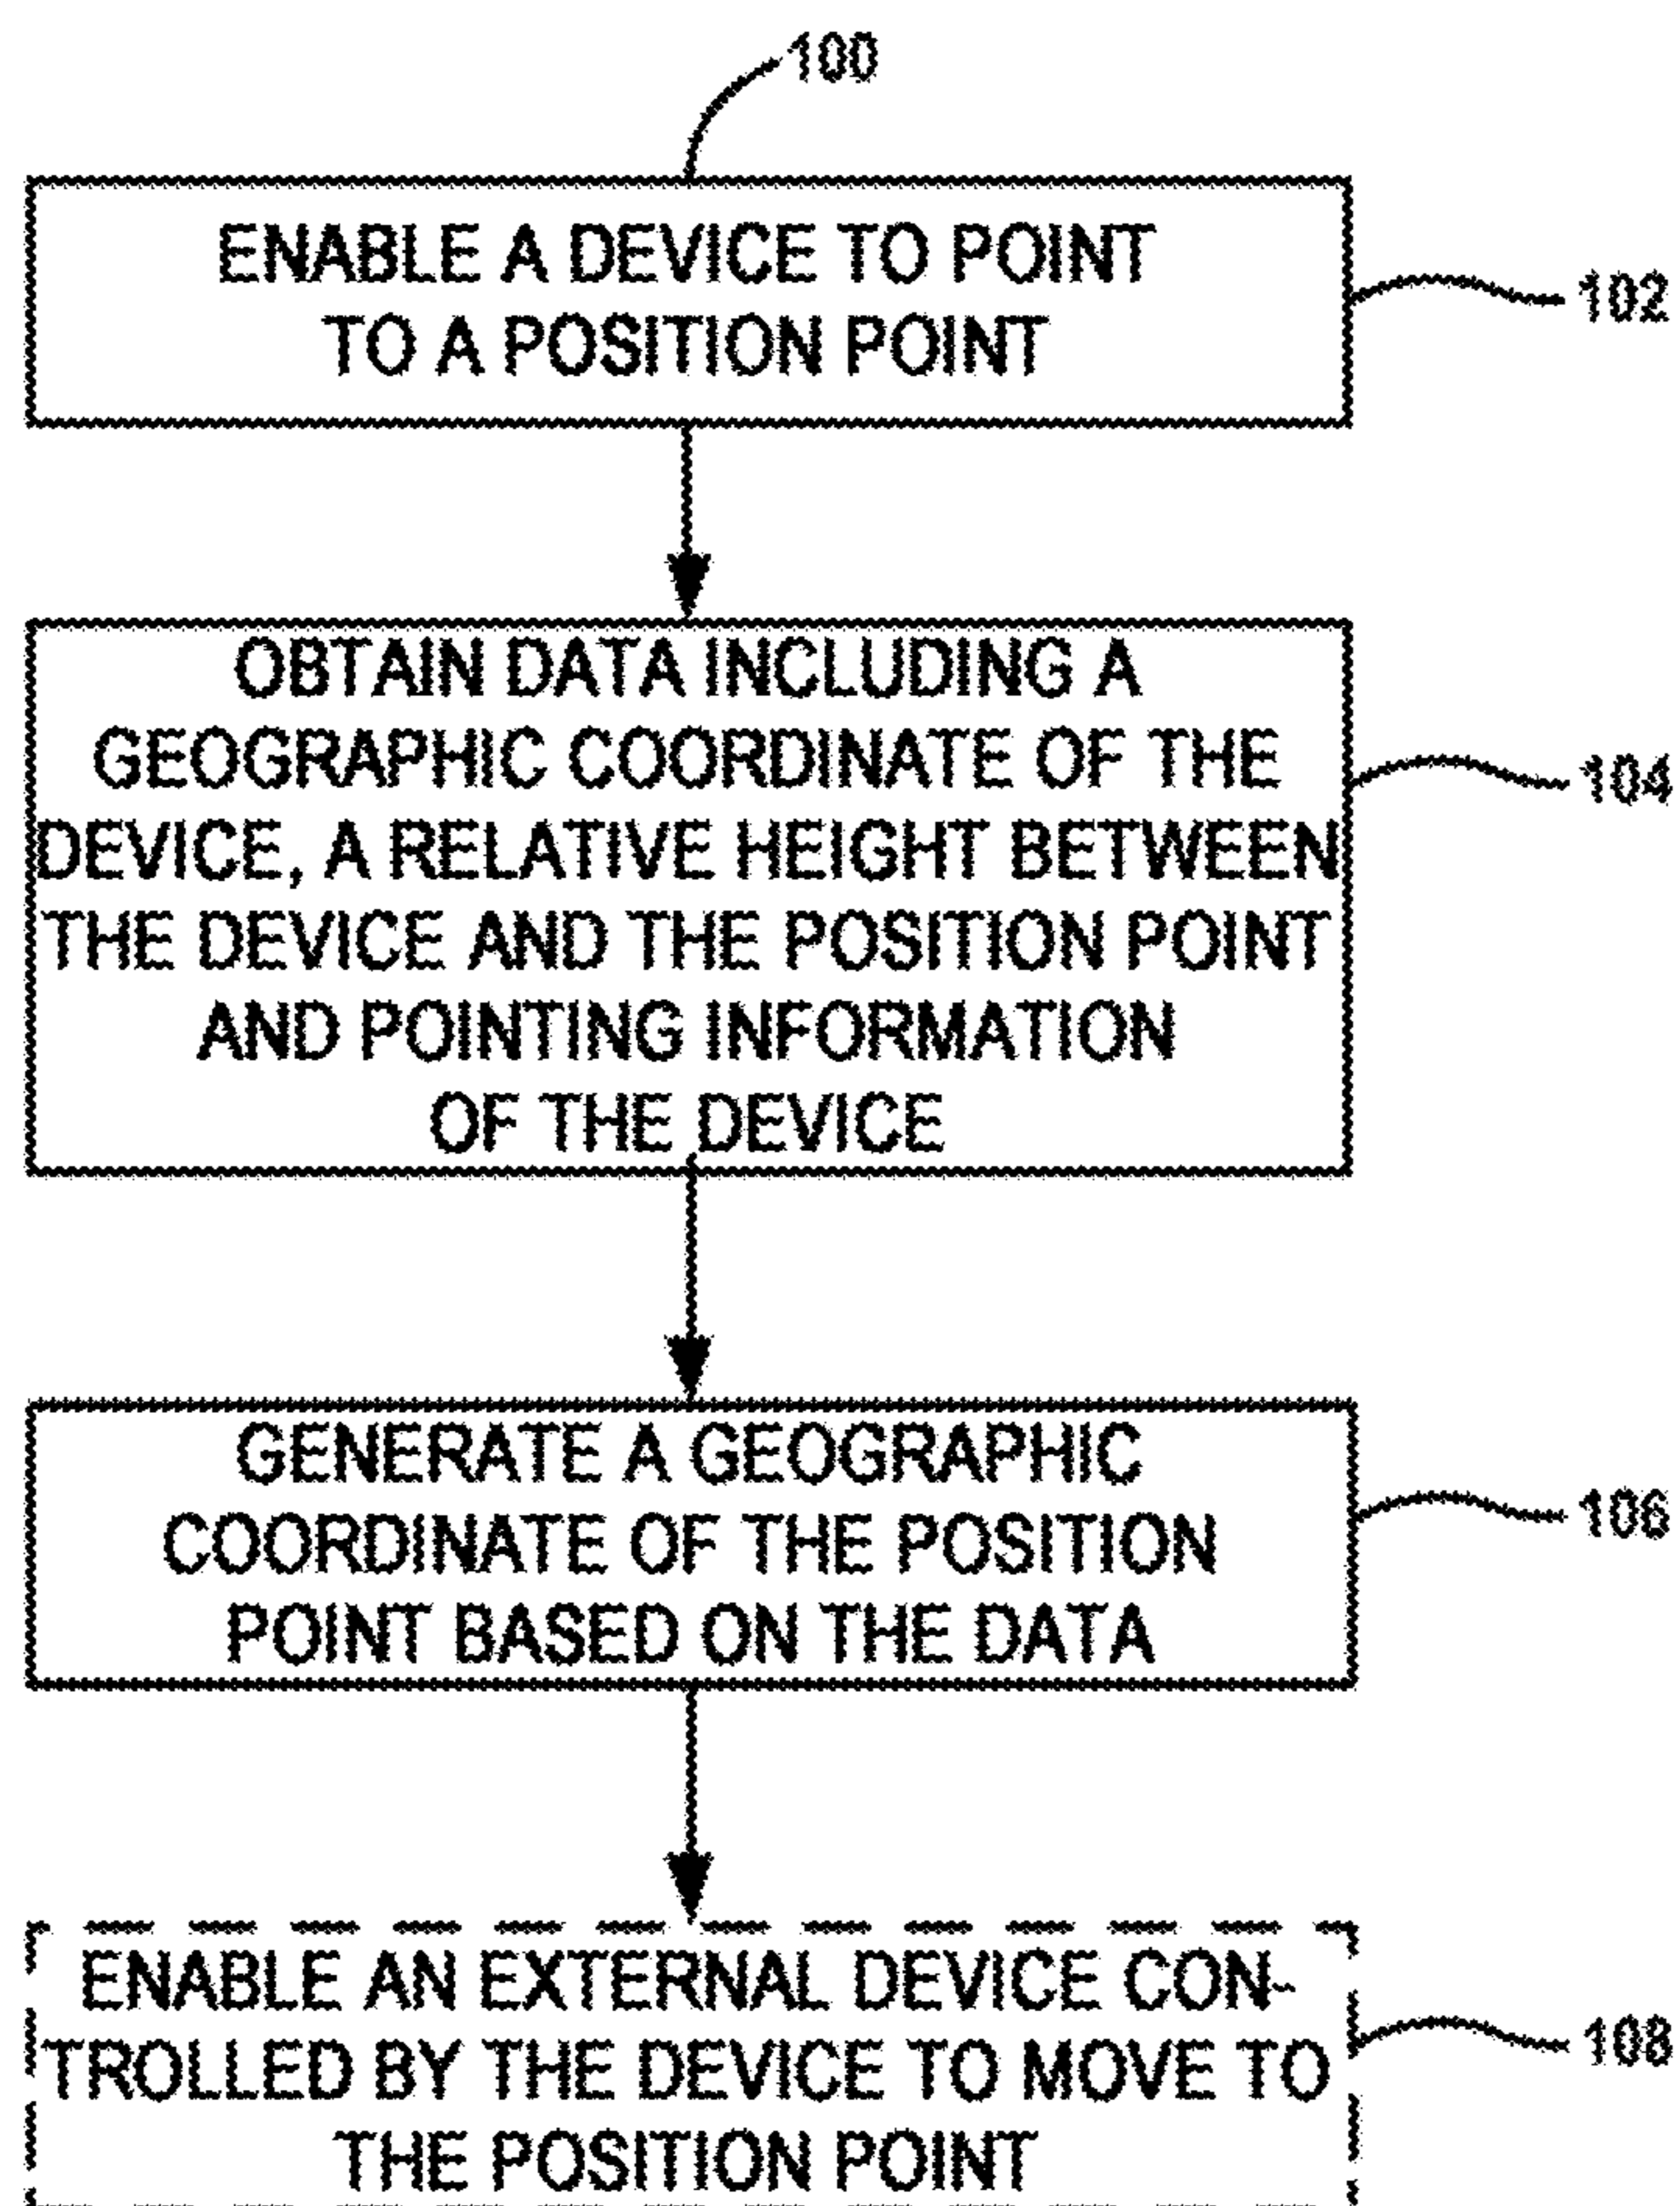 100
ENABLE A DEVICE TO POINT
TO A POSITION POINT
102
OBTAIN DATA INCLUDING A
GEOGRAPHIC COORDINATE OF THE
DEVICE, A RELATIVE HEIGHT BETWEEN
THE DEVICE AND THE POSITION POINT
AND POINTING INFORMATION
OF THE DEVICE
104
GENERATE A GEOGRAPHIC
COORDINATE OF THE POSITION
POINT BASED ON THE DATA
106
ENABLE AN EXTERNAL DEVICE CON-
TROLLED BY THE DEVICE TO MOVE TO
THE POSITION POINT
108